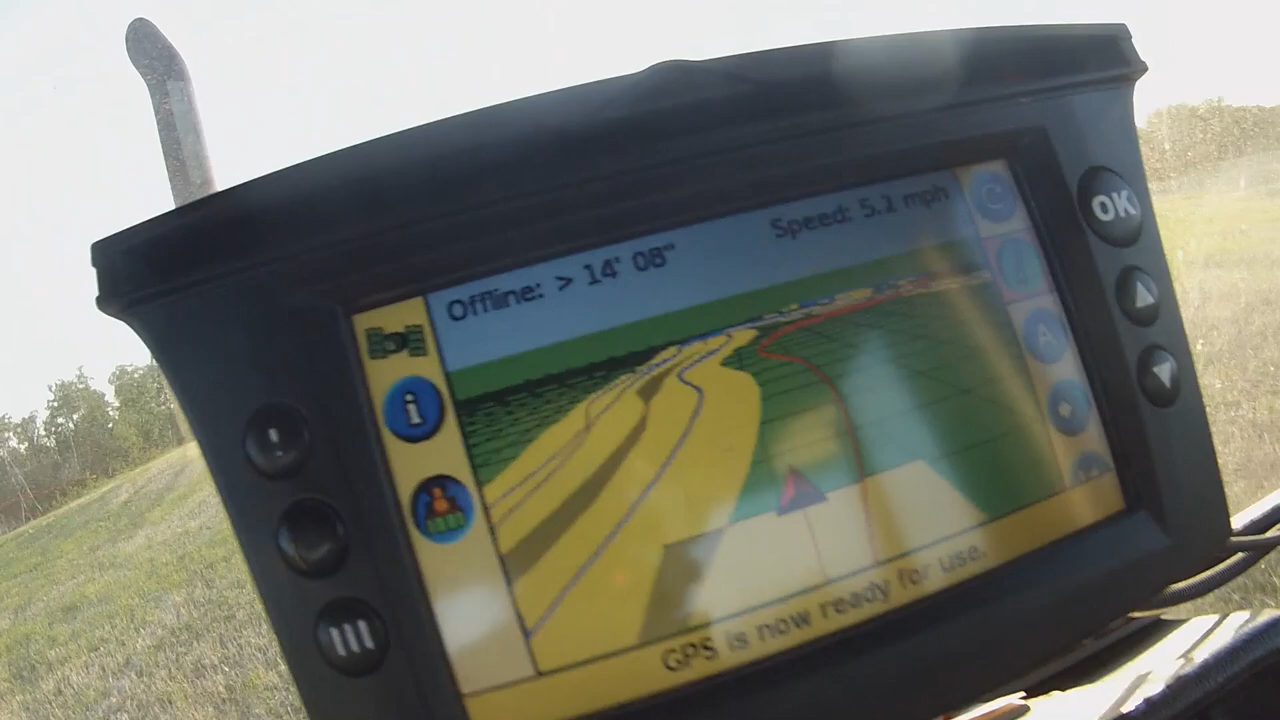 Offline: > 14' 08"
Speed: 5.1 mph
C
A
i
OK
GPS is now ready for use.